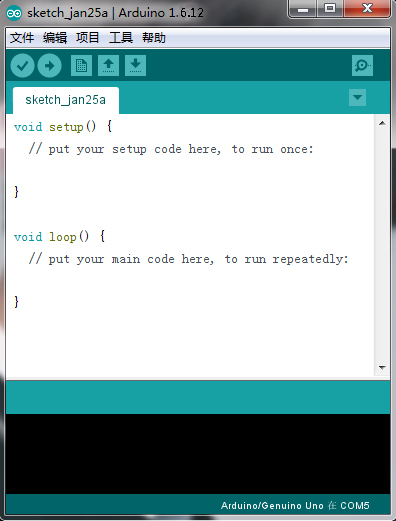 sketch_jan25a | Arduino 1.6.12
文件 编辑 项目 工具 帮助
sketch_jan25a
void setup() {
// put your setup code here, to run once:
}
void loop() {
// put your main code here, to run repeatedly:
}
Arduino/Genuino Uno 在 COM5